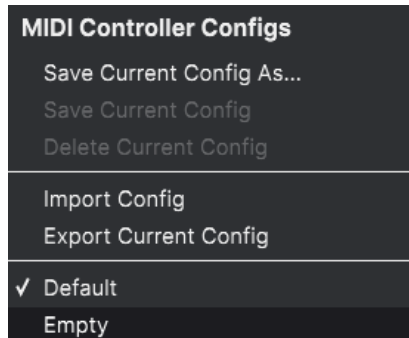 MIDI Controller Configs
Save Current Config As...
Save Current Config
Delete Current Config
Import Config
Export Current Config
✓ Default
Empty